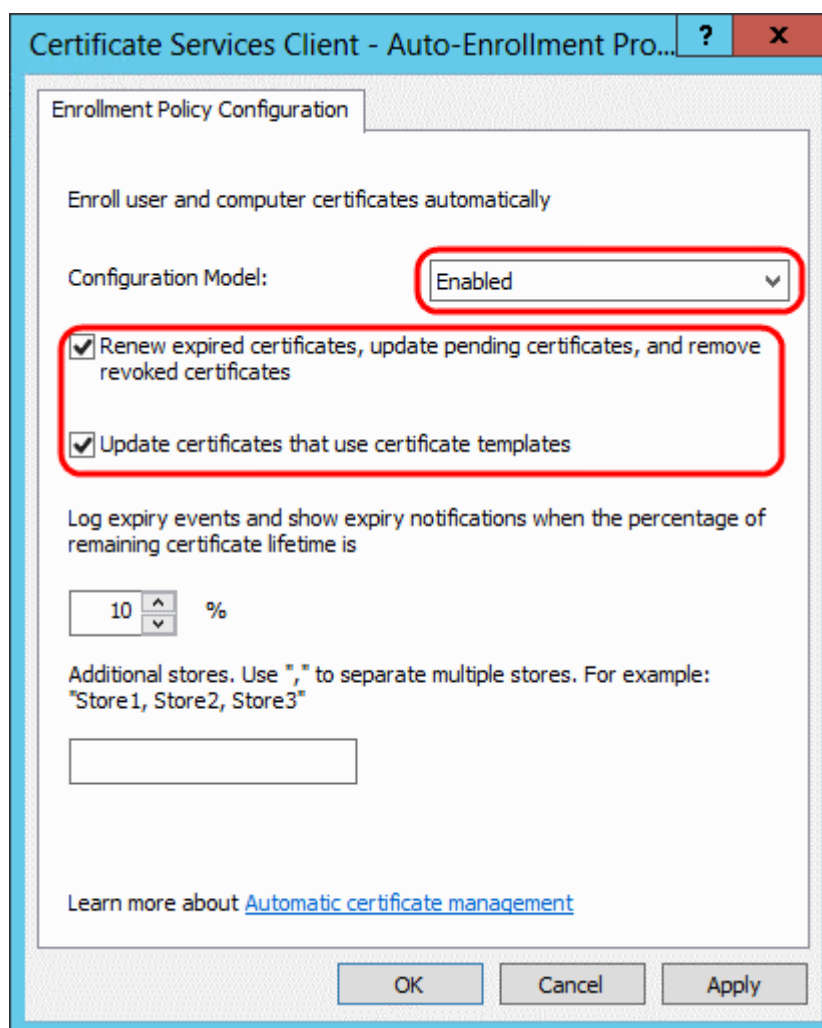 Certificate Services Client - Auto-Enrollment Pro...
?
x
Enrollment Policy Configuration
Enroll user and computer certificates automatically
Configuration Model:
Enabled
Renew expired certificates, update pending certificates, and remove
revoked certificates
Update certificates that use certificate templates
Log expiry events and show expiry notifications when the percentage of
remaining certificate lifetime is
10 %
Additional stores. Use "," to separate multiple stores. For example:
"Store1, Store2, Store3"
Learn more about Automatic certificate management
OK
Cancel
Apply